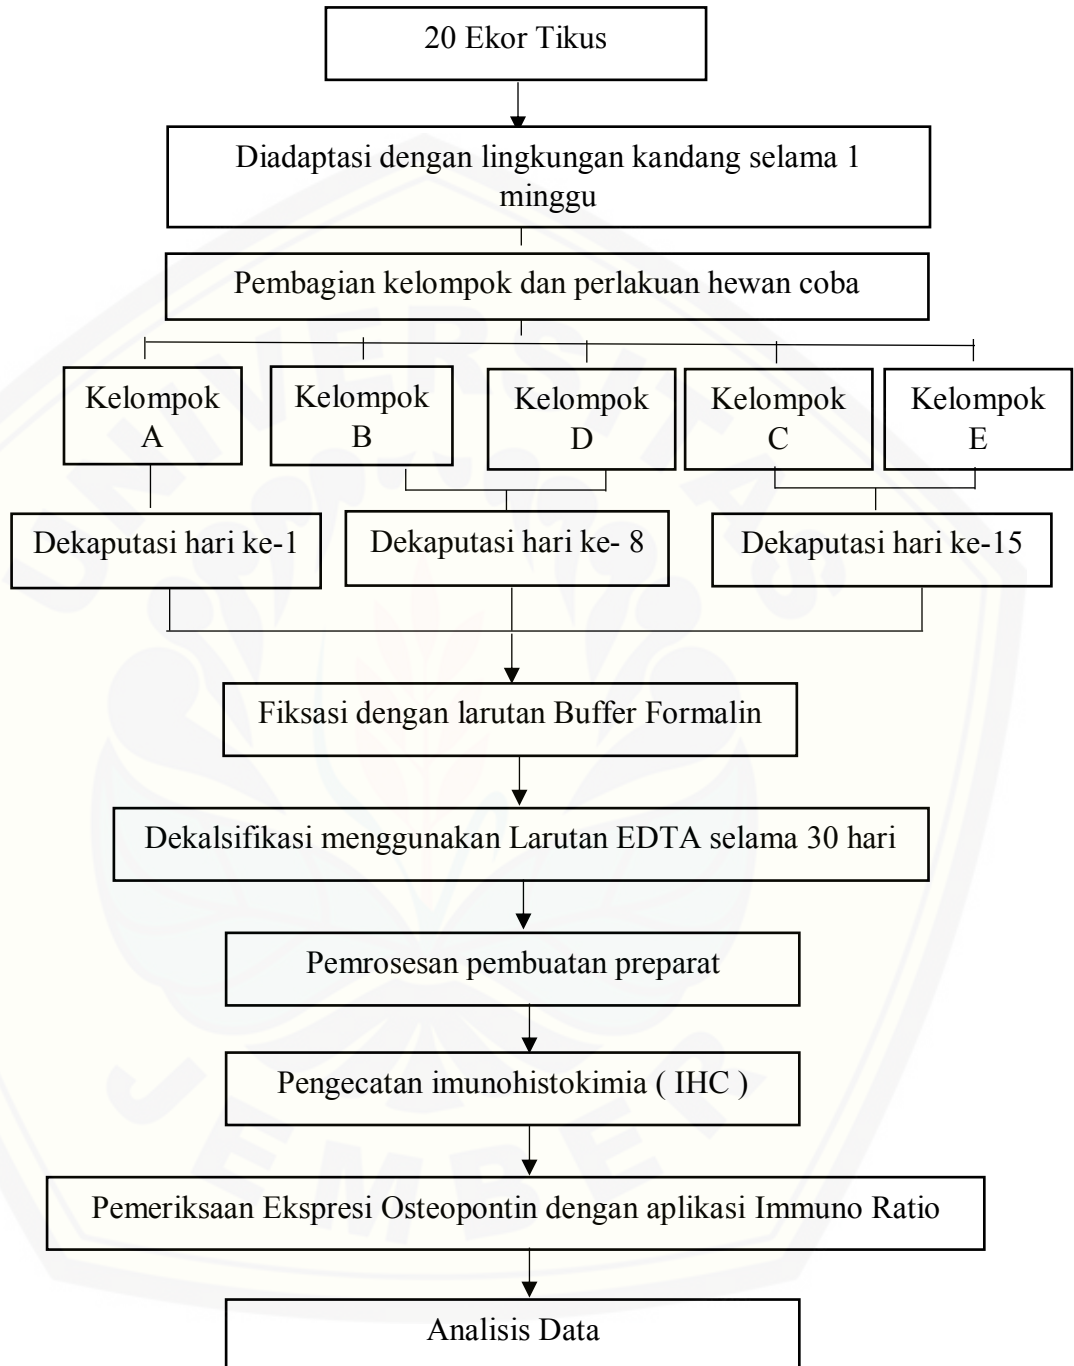 20 Ekor Tikus
Diadaptasi dengan lingkungan kandang selama 1
minggu
Pembagian kelompok dan perlakuan hewan coba
Kelompok
A
Kelompok
B
Kelompok
D
Kelompok
C
Kelompok
E
Dekaputasi hari ke-1
Dekaputasi hari ke- 8
Dekaputasi hari ke-15
Fiksasi dengan larutan Buffer Formalin
Dekalsifikasi menggunakan Larutan EDTA selama 30 hari
Pemrosesan pembuatan preparat
Pengecatan imunohistokimia ( IHC )
Pemeriksaan Ekspresi Osteopontin dengan aplikasi Immuno Ratio
Analisis Data
UNIVERSITAS
JEMBER